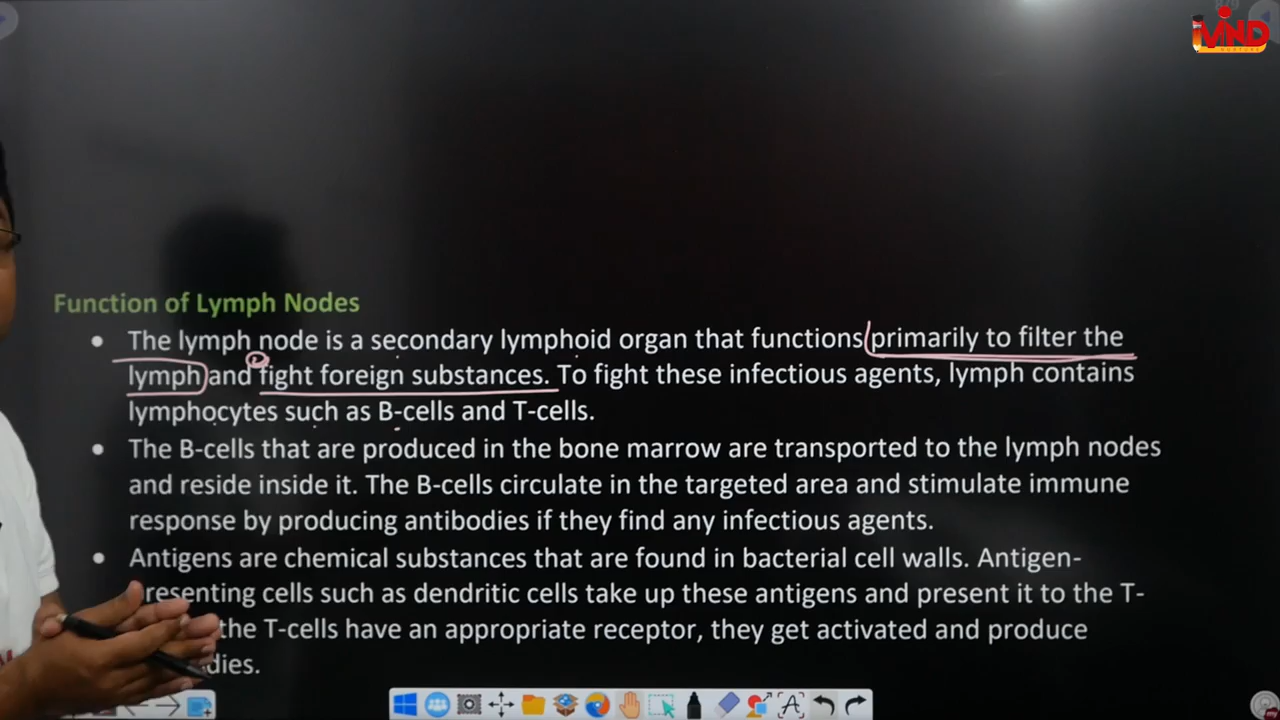 MIND
NURTURE
Function of Lymph Nodes
• The lymph node is a secondary lymphoid organ that functions primarily to filter the
lymph and fight foreign substances. To fight these infectious agents, lymph contains
lymphocytes such as B-cells and T-cells.
• The B-cells that are produced in the bone marrow are transported to the lymph nodes
and reside inside it. The B-cells circulate in the targeted area and stimulate immune
response by producing antibodies if they find any infectious agents.
• Antigens are chemical substances that are found in bacterial cell walls. Antigen-
presenting cells such as dendritic cells take up these antigens and present it to the T-
the T-cells have an appropriate receptor, they get activated and produce
dies.